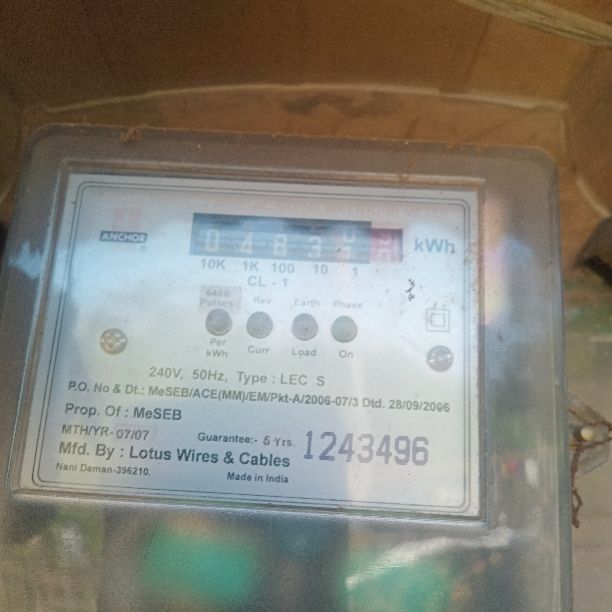 ANCHOR
0 4 8 3
kWh
10K 1K 100 10 1
CL - 1
6400 Pulses Rev Earth Phase
Per kWh Curr Load On
240V, 50Hz, Type : LEC S
P.O. No & Dt.: MeSEB/ACE(MM)/EM/Pkt-A/2006-07/3 Dtd. 28/09/2006
Prop. Of : MeSEB
MTH/YR- 07/07
Guarantee:- 5 Yrs.
1243496
Mfd. By : Lotus Wires & Cables
Nani Daman-396210.
Made in India